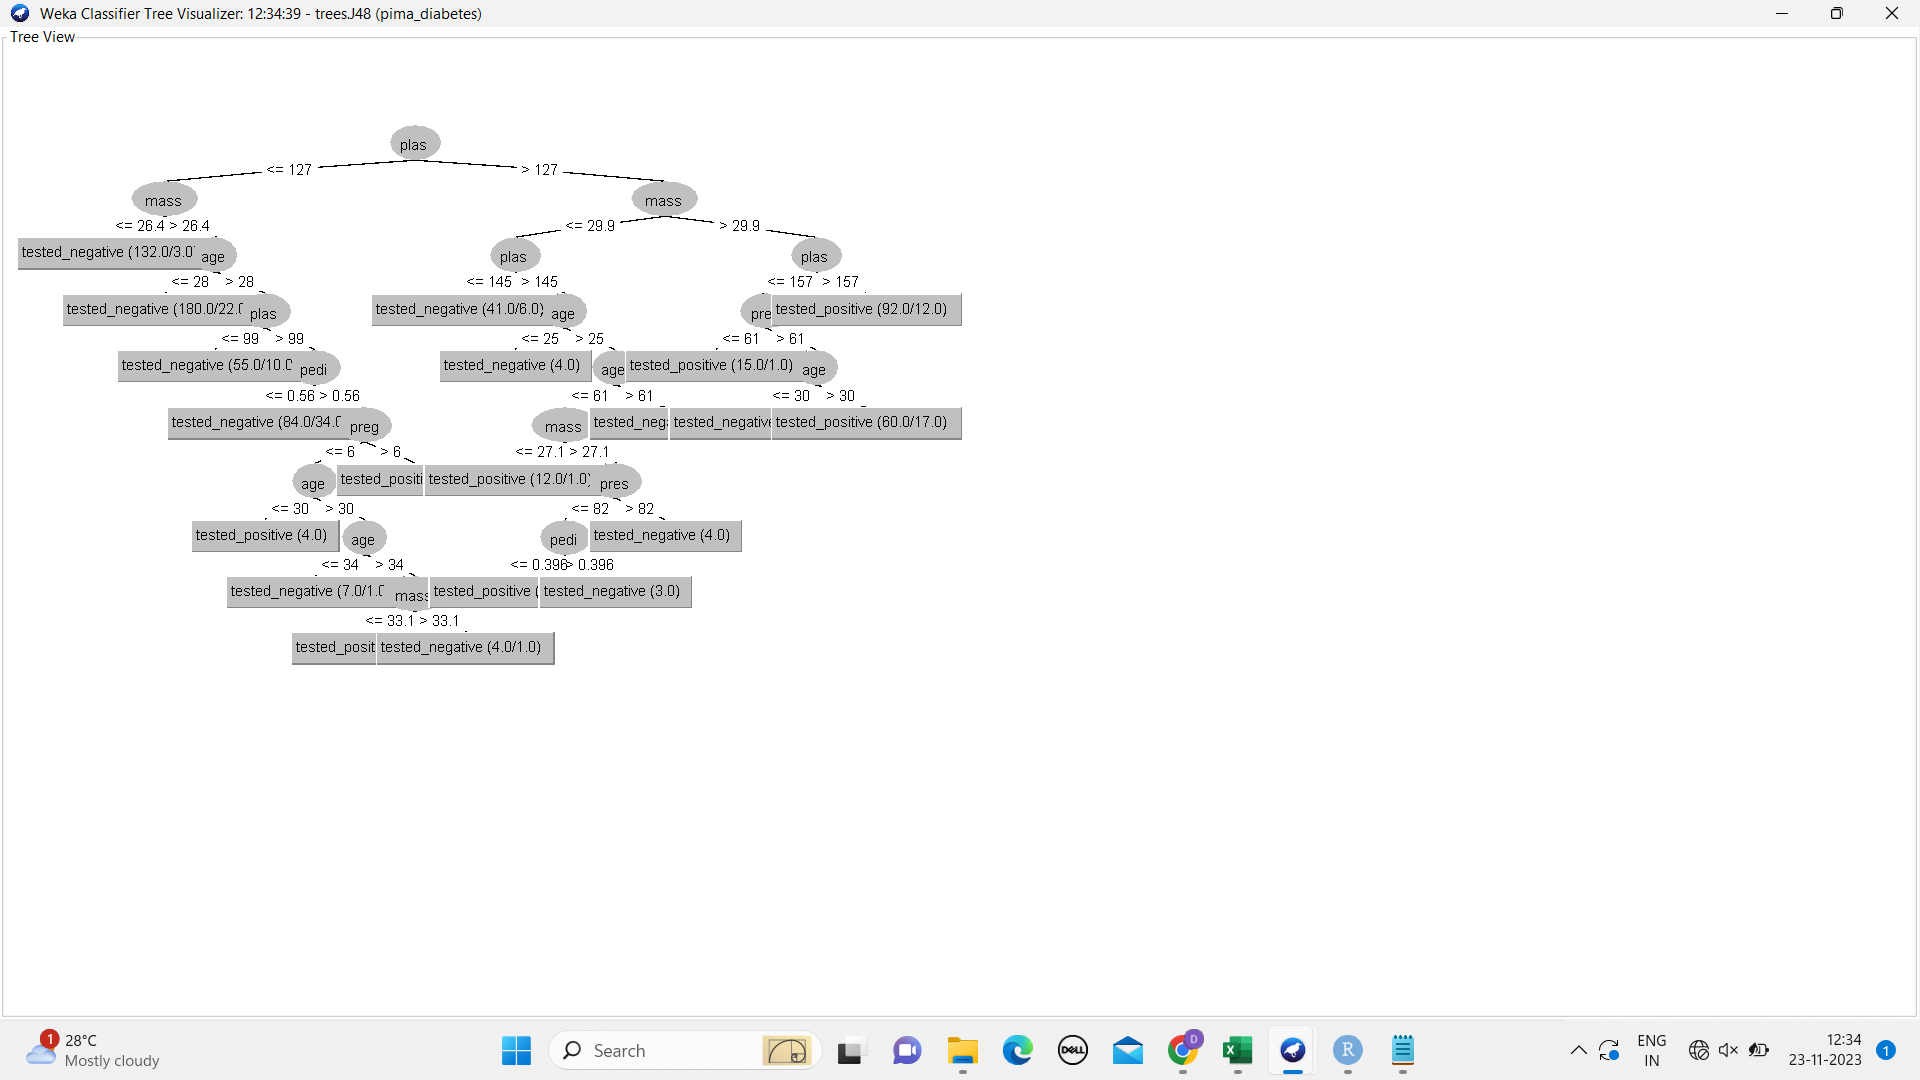 Weka Classifier Tree Visualizer: 12:34:39 - trees.J48 (pima_diabetes)
Tree View
plas
<= 127 > 127
mass mass
<= 26.4 > 26.4 <= 29.9 > 29.9
tested_negative (132.0/3.0 age plas plas
<= 28 > 28 <= 145 > 145 <= 157 > 157
tested_negative (180.0/22.0 plas tested_negative (41.0/6.0) age pre tested_positive (92.0/12.0)
<= 99 > 99 <= 25 > 25 <= 61 > 61
tested_negative (55.0/10.0 pedi tested_negative (4.0) age tested_positive (15.0/1.0) age
<= 0.56 > 0.56 <= 61 > 61 <= 30 > 30
tested_negative (84.0/34.0 preg mass tested_neg tested_negative tested_positive (60.0/17.0)
<= 6 > 6 <= 27.1 > 27.1
age tested_positi tested_positive (12.0/1.0) pres
<= 30 > 30 <= 82 > 82
tested_positive (4.0) age pedi tested_negative (4.0)
<= 34 > 34 <= 0.396 > 0.396
tested_negative (7.0/1.0 mass tested_positive ( tested_negative (3.0)
<= 33.1 > 33.1
tested_posit tested_negative (4.0/1.0)
1
28°C
Mostly cloudy
Search
DELL
D
R
ENG
IN
12:34
23-11-2023
1